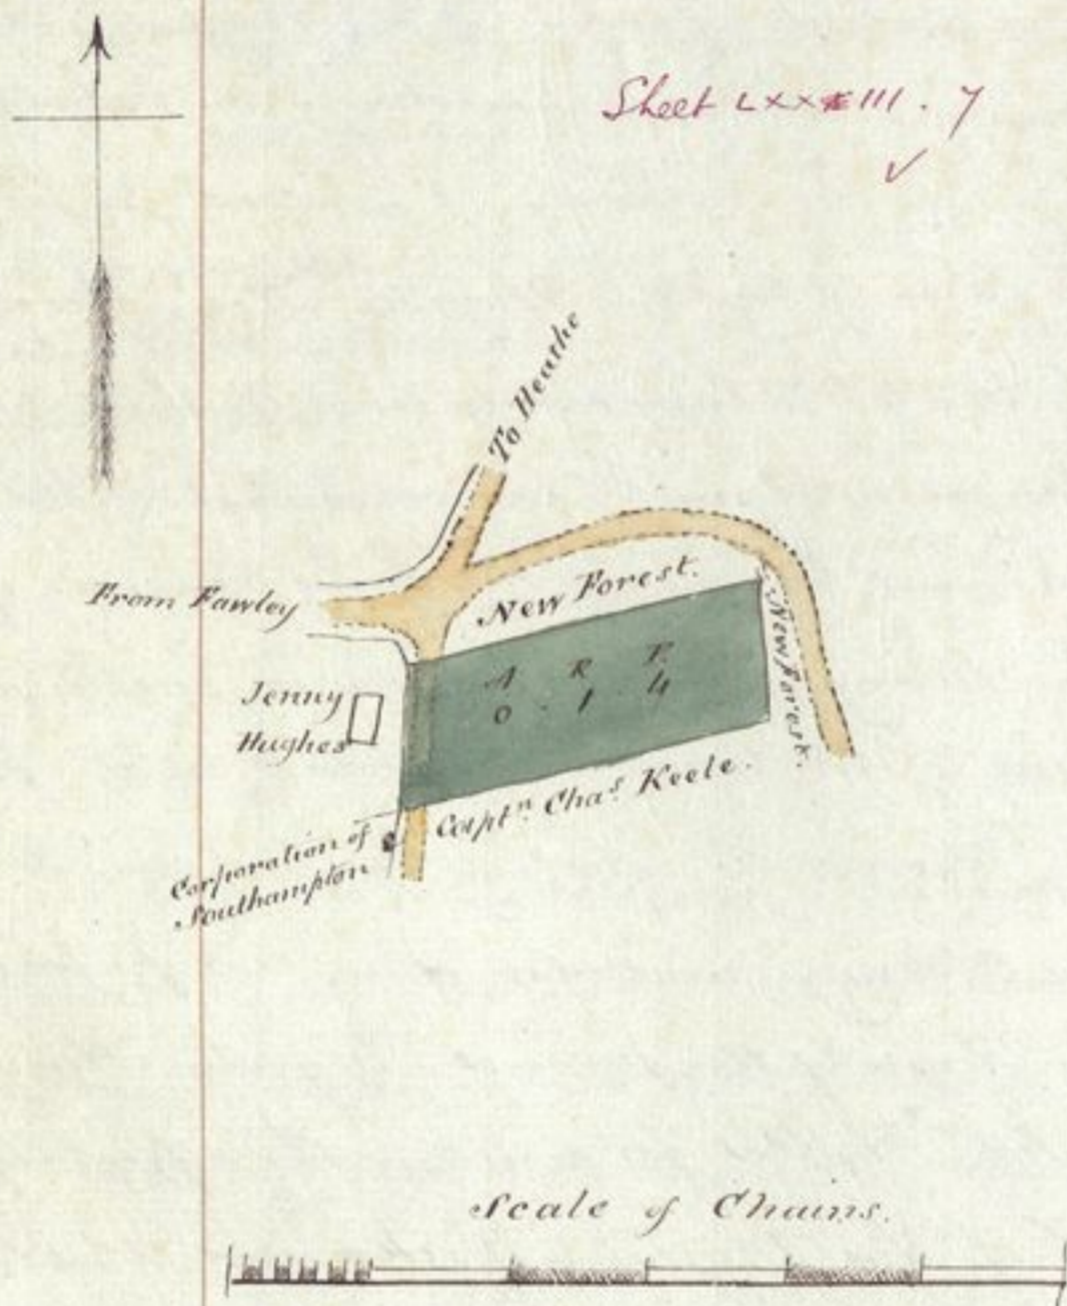 Sheet LXXXIII. 7
To Heathe
From Fawley
New Forest.
A R P.
0 . 1 . 4
New Forest.
Jenny
Hughes
Captn. Chas. Keele.
Corporation of
Southampton
Scale of Chains.